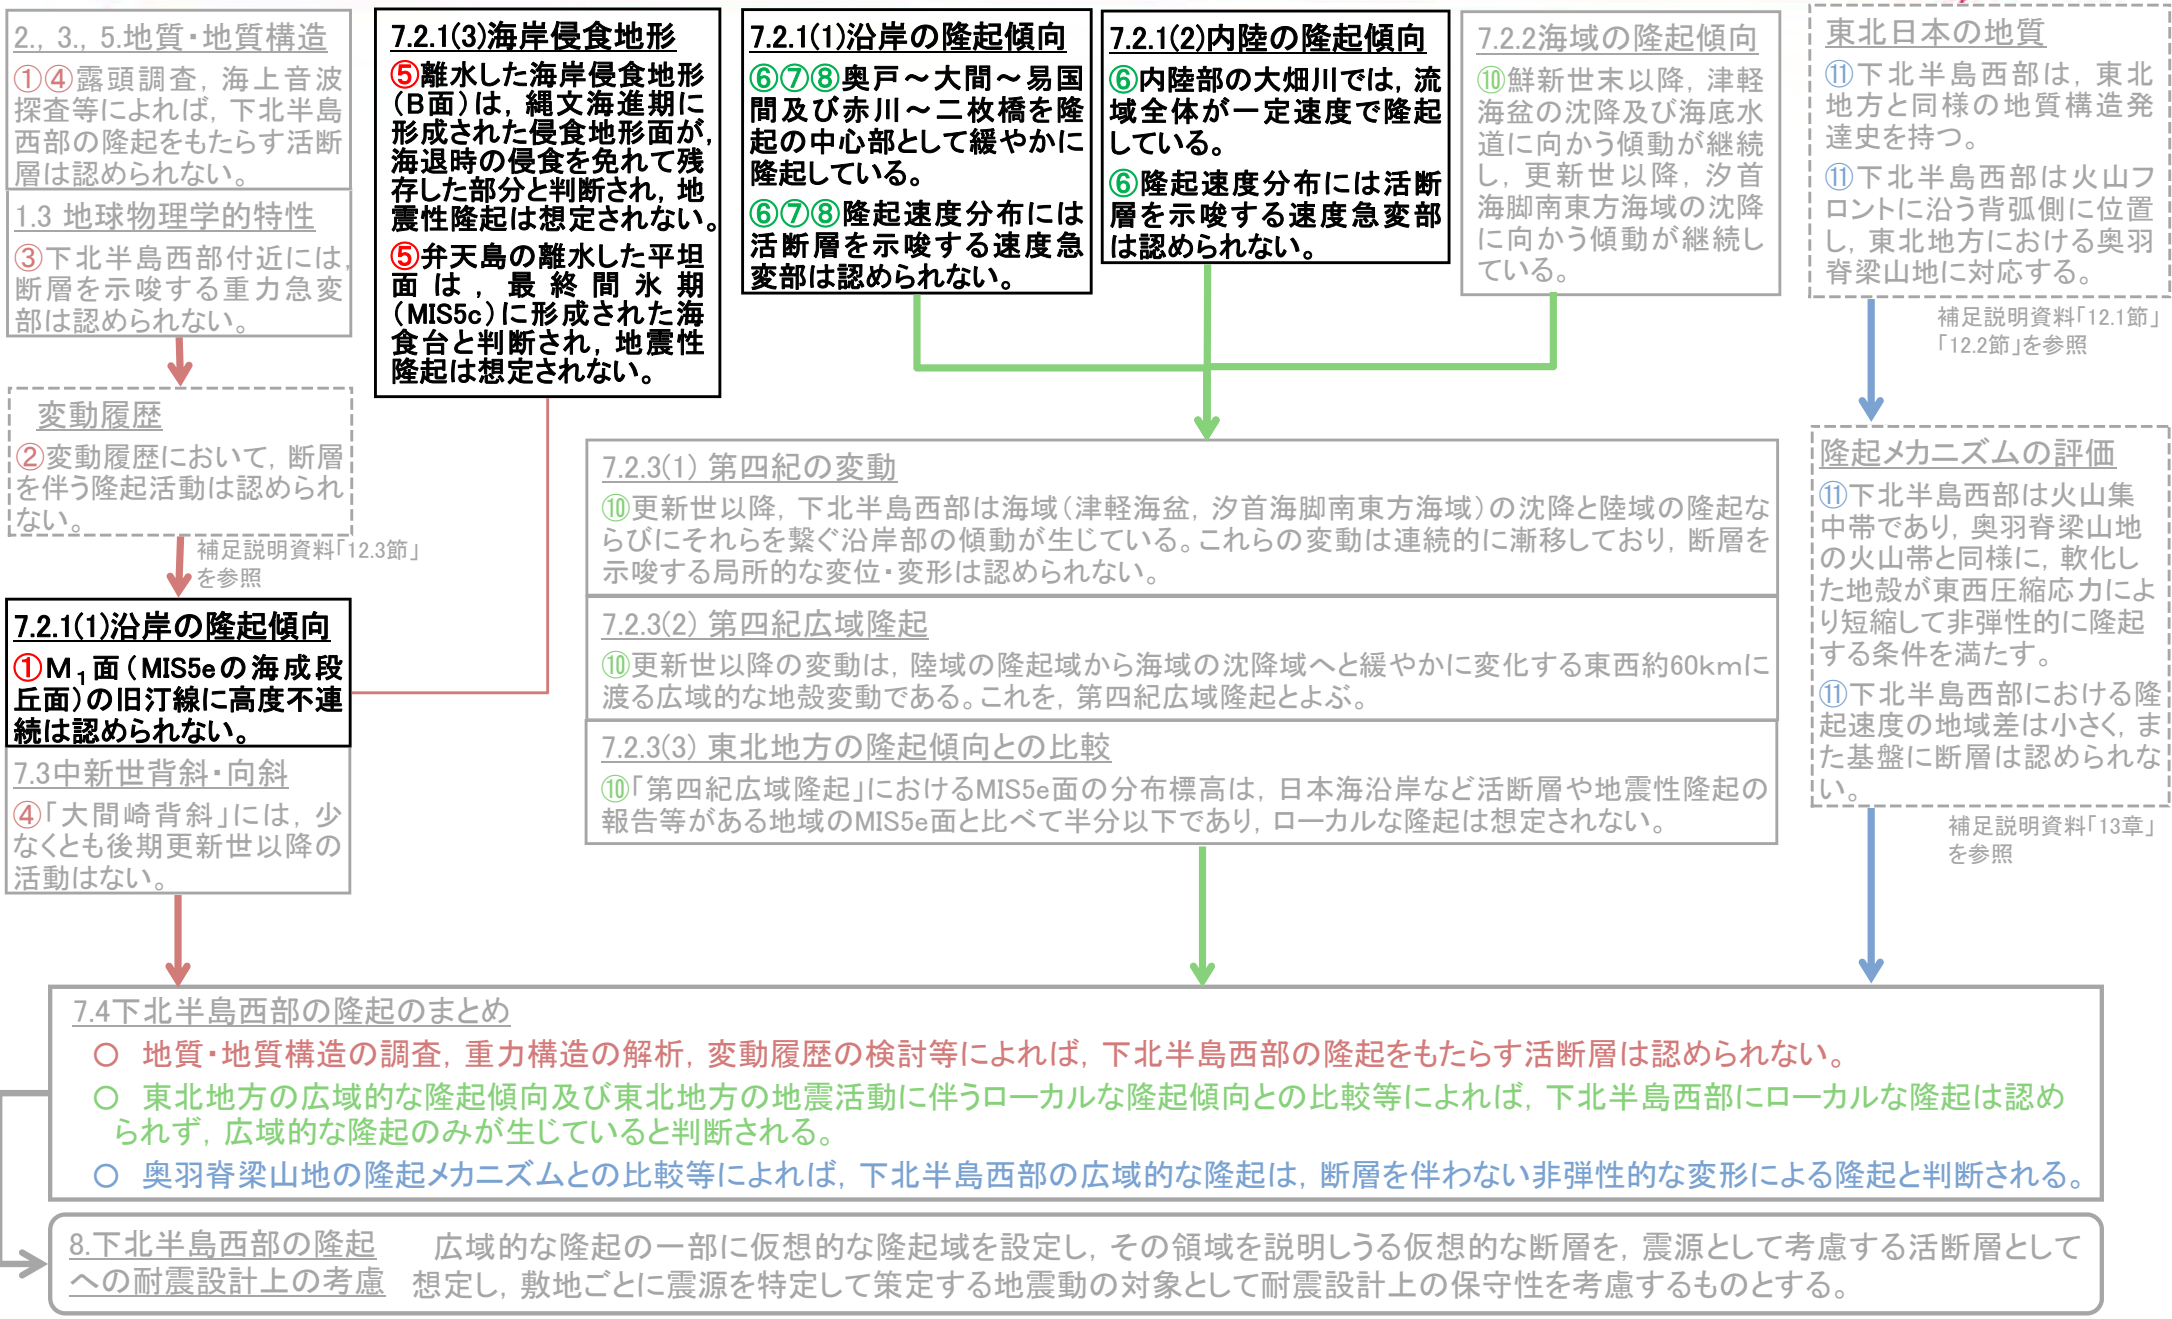 2., 3., 5.地質・地質構造
①④露頭調査, 海上音波
探査等によれば, 下北半島
西部の隆起をもたらす活断
層は認められない。
1.3 地球物理学的特性
③下北半島西部付近には,
断層を示唆する重力急変
部は認められない。
変動履歴
②変動履歴において, 断層
を伴う隆起活動は認められ
ない。
補足説明資料「12.3節」
を参照
7.2.1(1)沿岸の隆起傾向
①M₁面(MIS5eの海成段
丘面)の旧汀線に高度不連
続は認められない。
7.3中新世背斜・向斜
④「大間崎背斜」には, 少
なくとも後期更新世以降の
活動はない。
7.2.1(3)海岸侵食地形
⑤離水した海岸侵食地形
(B面)は, 縄文海進期に
形成された侵食地形面が,
海退時の侵食を免れて残
存した部分と判断され, 地
震性隆起は想定されない。
⑤弁天島の離水した平坦
面は, 最終間氷期
(MIS5c)に形成された海
食台と判断され, 地震性
隆起は想定されない。
7.2.1(1)沿岸の隆起傾向
⑥⑦⑧奥戸～大間～易国
間及び赤川～二枚橋を隆
起の中心部として緩やかに
隆起している。
⑥⑦⑧隆起速度分布には
活断層を示唆する速度急
変部は認められない。
7.2.1(2)内陸の隆起傾向
⑥内陸部の大畑川では, 流
域全体が一定速度で隆起
している。
⑥隆起速度分布には活断
層を示唆する速度急変部
は認められない。
7.2.2海域の隆起傾向
⑩鮮新世末以降, 津軽
海盆の沈降及び海底水
道に向かう傾動が継続
し, 更新世以降, 汐首
海脚南東方海域の沈降
に向かう傾動が継続し
ている。
7.2.3(1) 第四紀の変動
⑩更新世以降, 下北半島西部は海域(津軽海盆, 汐首海脚南東方海域)の沈降と陸域の隆起な
らびにそれらを繋ぐ沿岸部の傾動が生じている。これらの変動は連続的に漸移しており, 断層を
示唆する局所的な変位・変形は認められない。
7.2.3(2) 第四紀広域隆起
⑩更新世以降の変動は, 陸域の隆起域から海域の沈降域へと緩やかに変化する東西約60kmに
渡る広域的な地殻変動である。これを, 第四紀広域隆起とよぶ。
7.2.3(3) 東北地方の隆起傾向との比較
⑩「第四紀広域隆起」におけるMIS5e面の分布標高は, 日本海沿岸など活断層や地震性隆起の
報告等がある地域のMIS5e面と比べて半分以下であり, ローカルな隆起は想定されない。
東北日本の地質
⑪下北半島西部は, 東北
地方と同様の地質構造発
達史を持つ。
⑪下北半島西部は火山フ
ロントに沿う背弧側に位置
し, 東北地方における奥羽
脊梁山地に対応する。
補足説明資料「12.1節」
「12.2節」を参照
隆起メカニズムの評価
⑪下北半島西部は火山集
中帯であり, 奥羽脊梁山地
の火山帯と同様に, 軟化し
た地殻が東西圧縮応力によ
り短縮して非弾性的に隆起
する条件を満たす。
⑪下北半島西部における隆
起速度の地域差は小さく, ま
た基盤に断層は認められな
い。
補足説明資料「13章」
を参照
7.4下北半島西部の隆起のまとめ
○ 地質・地質構造の調査, 重力構造の解析, 変動履歴の検討等によれば, 下北半島西部の隆起をもたらす活断層は認められない。
○ 東北地方の広域的な隆起傾向及び東北地方の地震活動に伴うローカルな隆起傾向との比較等によれば, 下北半島西部にローカルな隆起は認め
られず, 広域的な隆起のみが生じていると判断される。
○ 奥羽脊梁山地の隆起メカニズムとの比較等によれば, 下北半島西部の広域的な隆起は, 断層を伴わない非弾性的な変形による隆起と判断される。
8.下北半島西部の隆起
への耐震設計上の考慮
広域的な隆起の一部に仮想的な隆起域を設定し, その領域を説明しうる仮想的な断層を, 震源として考慮する活断層として
想定し, 敷地ごとに震源を特定して策定する地震動の対象として耐震設計上の保守性を考慮するものとする。